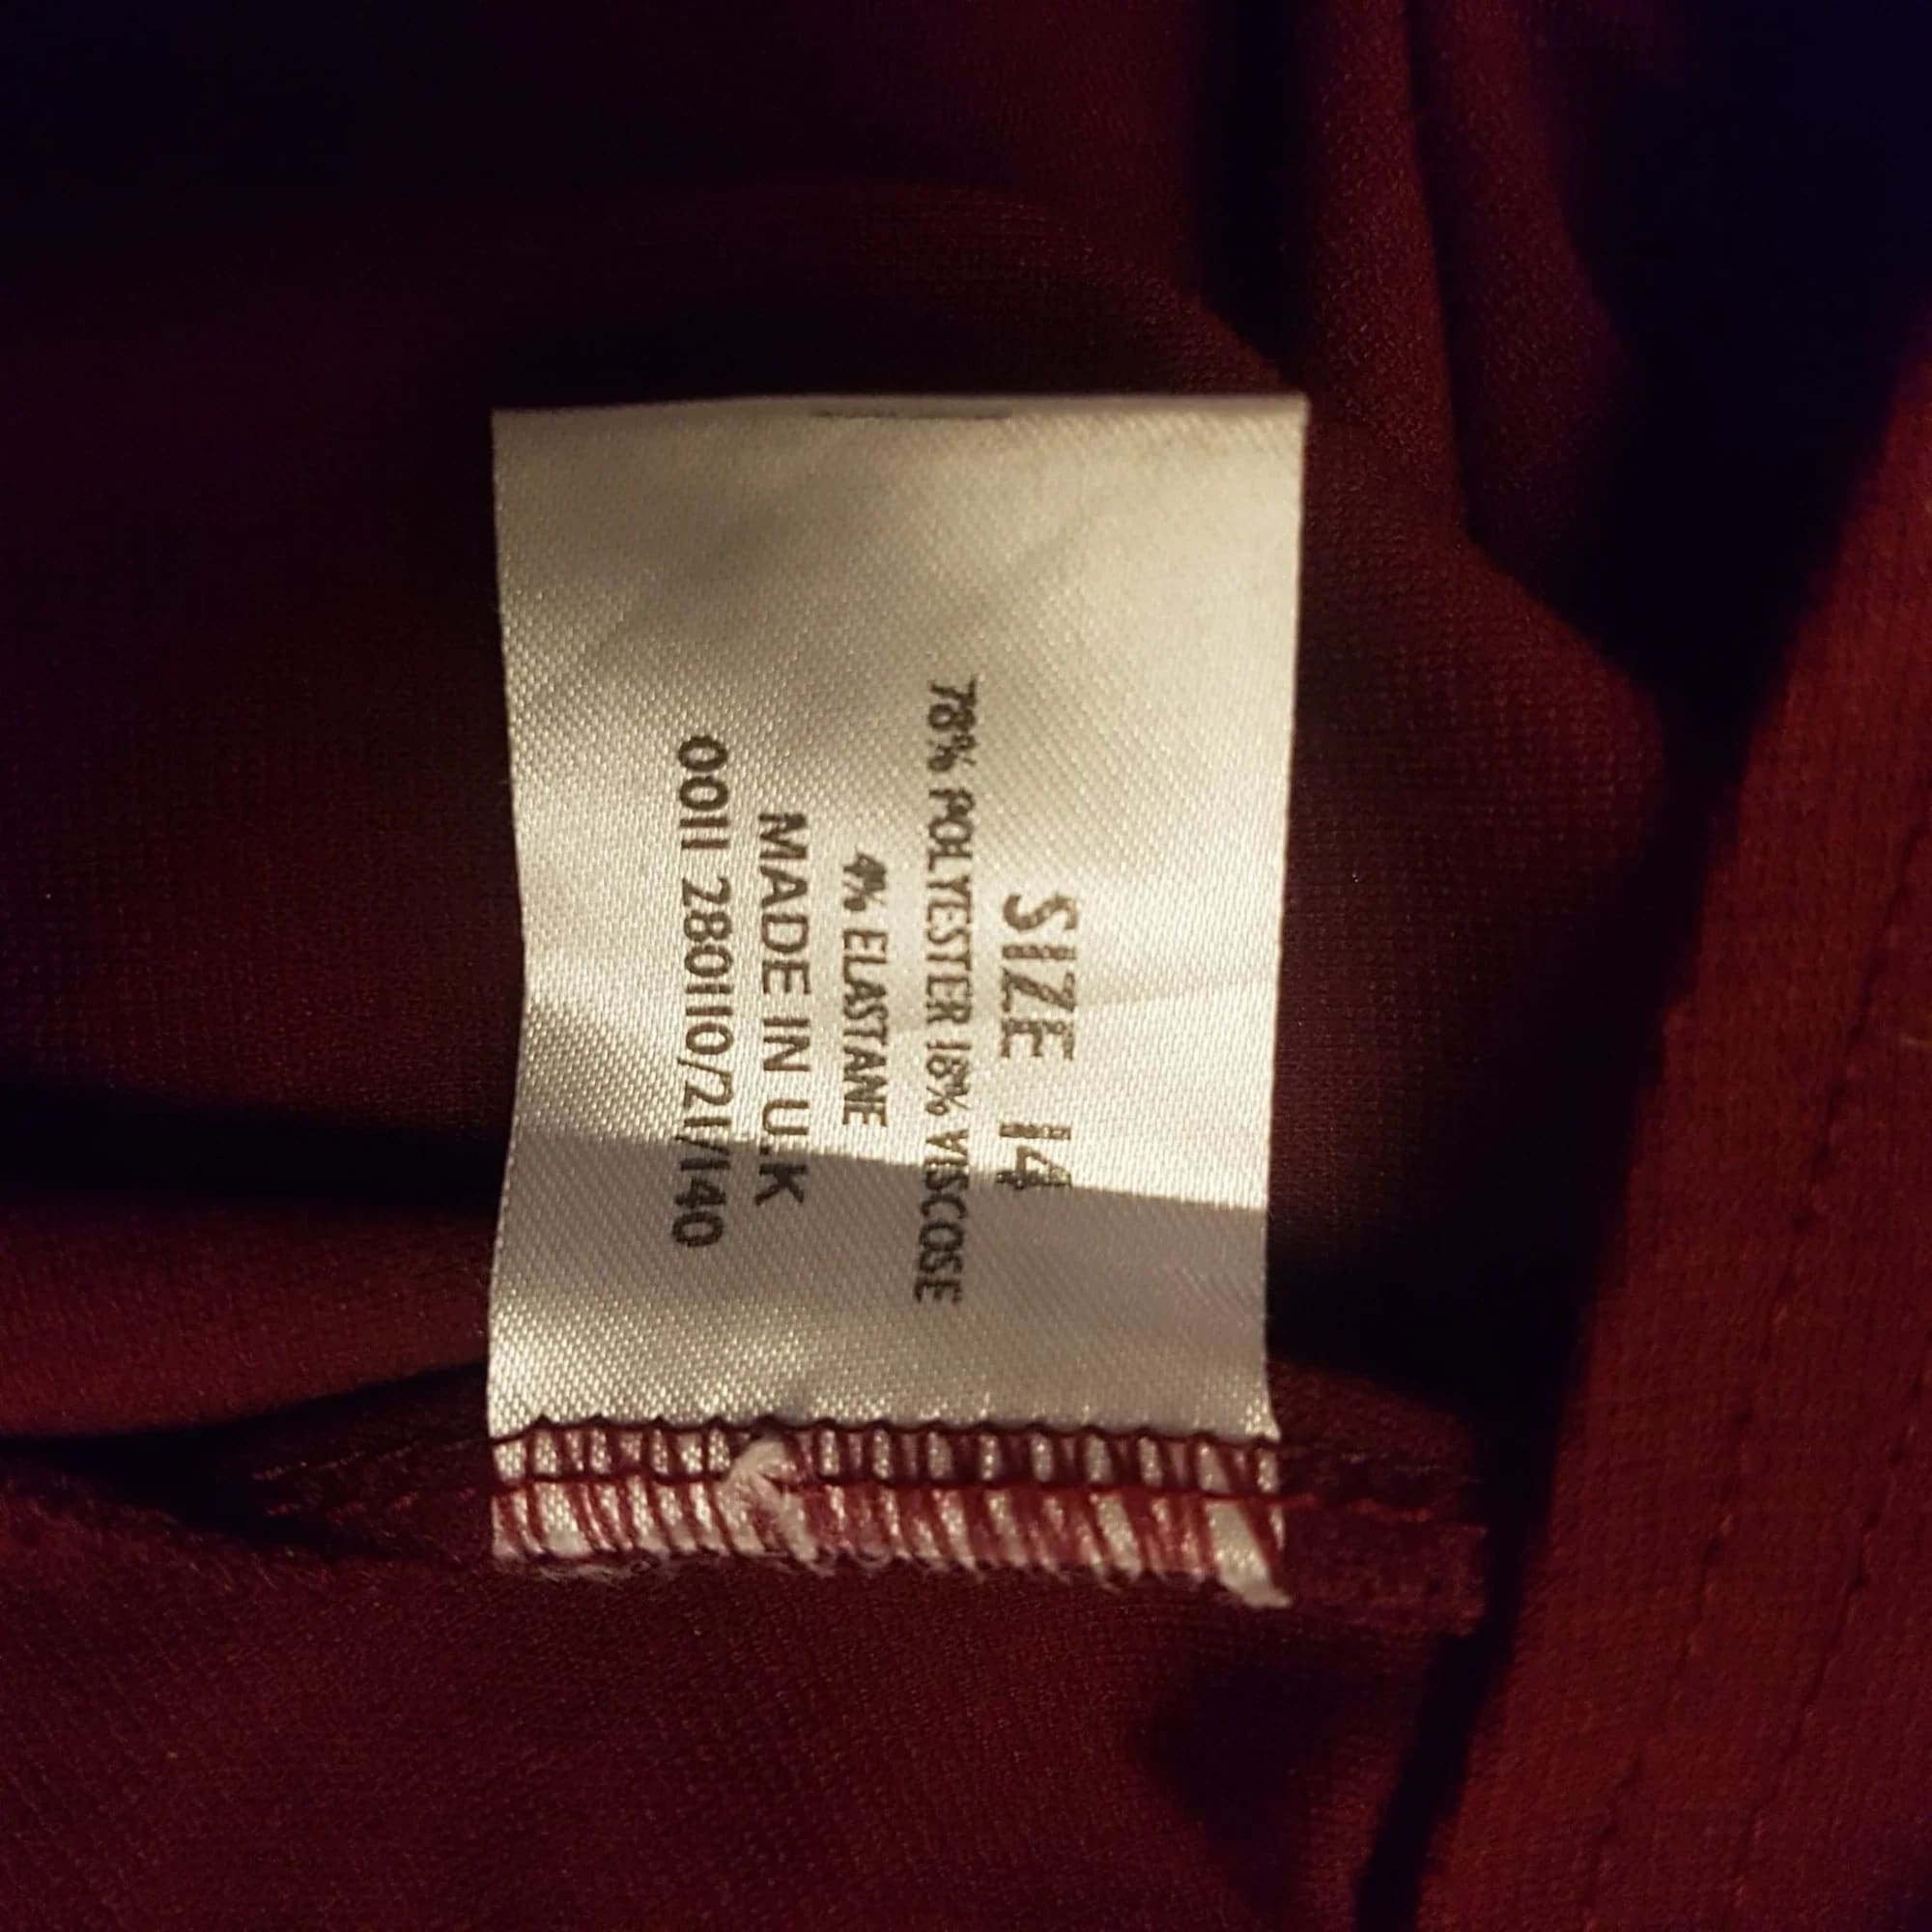 SIZE 14
78% POLYESTER 18% VISCOSE
4% ELASTANE
MADE IN U.K
0011 280110/21/140